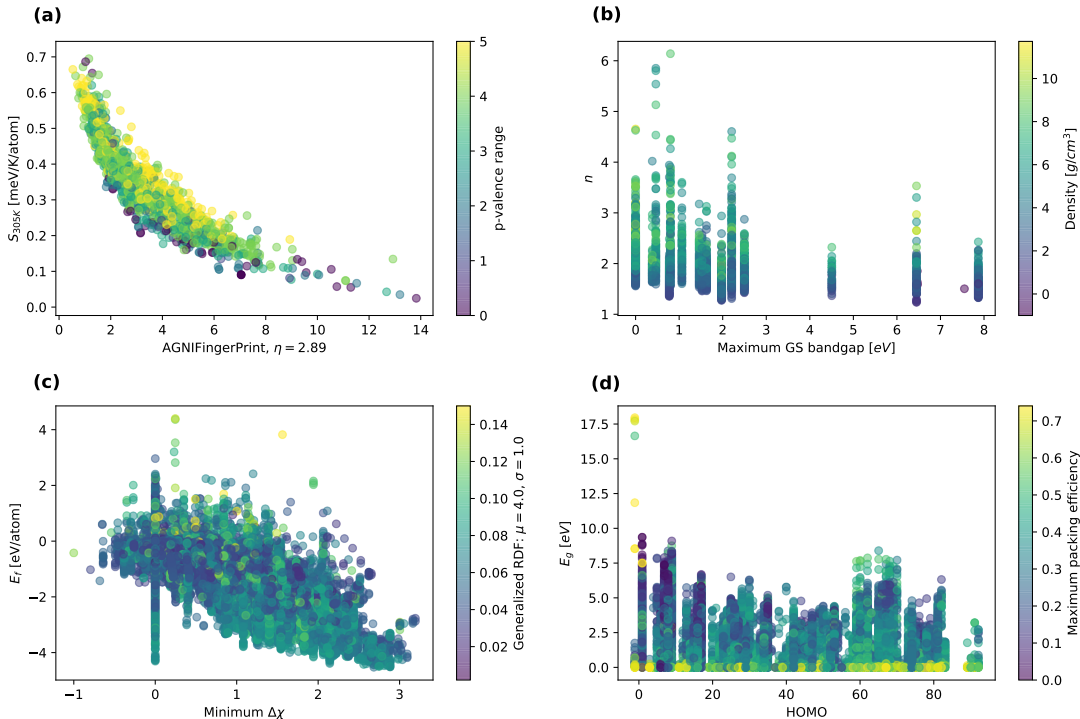 (a)
0.7
0.6
0.5
0.4
0.3
0.2
0.1
0.0
S₃₀₅K [meV/K/atom]
0 2 4 6 8 10 12 14
AGNIFingerPrint, η = 2.89
5
4
3
2
1
0
p-valence range
(b)
6
5
4
3
2
1
n
0 1 2 3 4 5 6 7 8
Maximum GS bandgap [eV]
10
8
6
4
2
0
Density [g/cm³]
(c)
4
2
0
−2
−4
E_f [eV/atom]
−1 0 1 2 3
Minimum Δχ
0.14
0.12
0.10
0.08
0.06
0.04
0.02
Generalized RDF: μ = 4.0, σ = 1.0
(d)
17.5
15.0
12.5
10.0
7.5
5.0
2.5
0.0
E_g [eV]
0 20 40 60 80
HOMO
0.7
0.6
0.5
0.4
0.3
0.2
0.1
0.0
Maximum packing efficiency